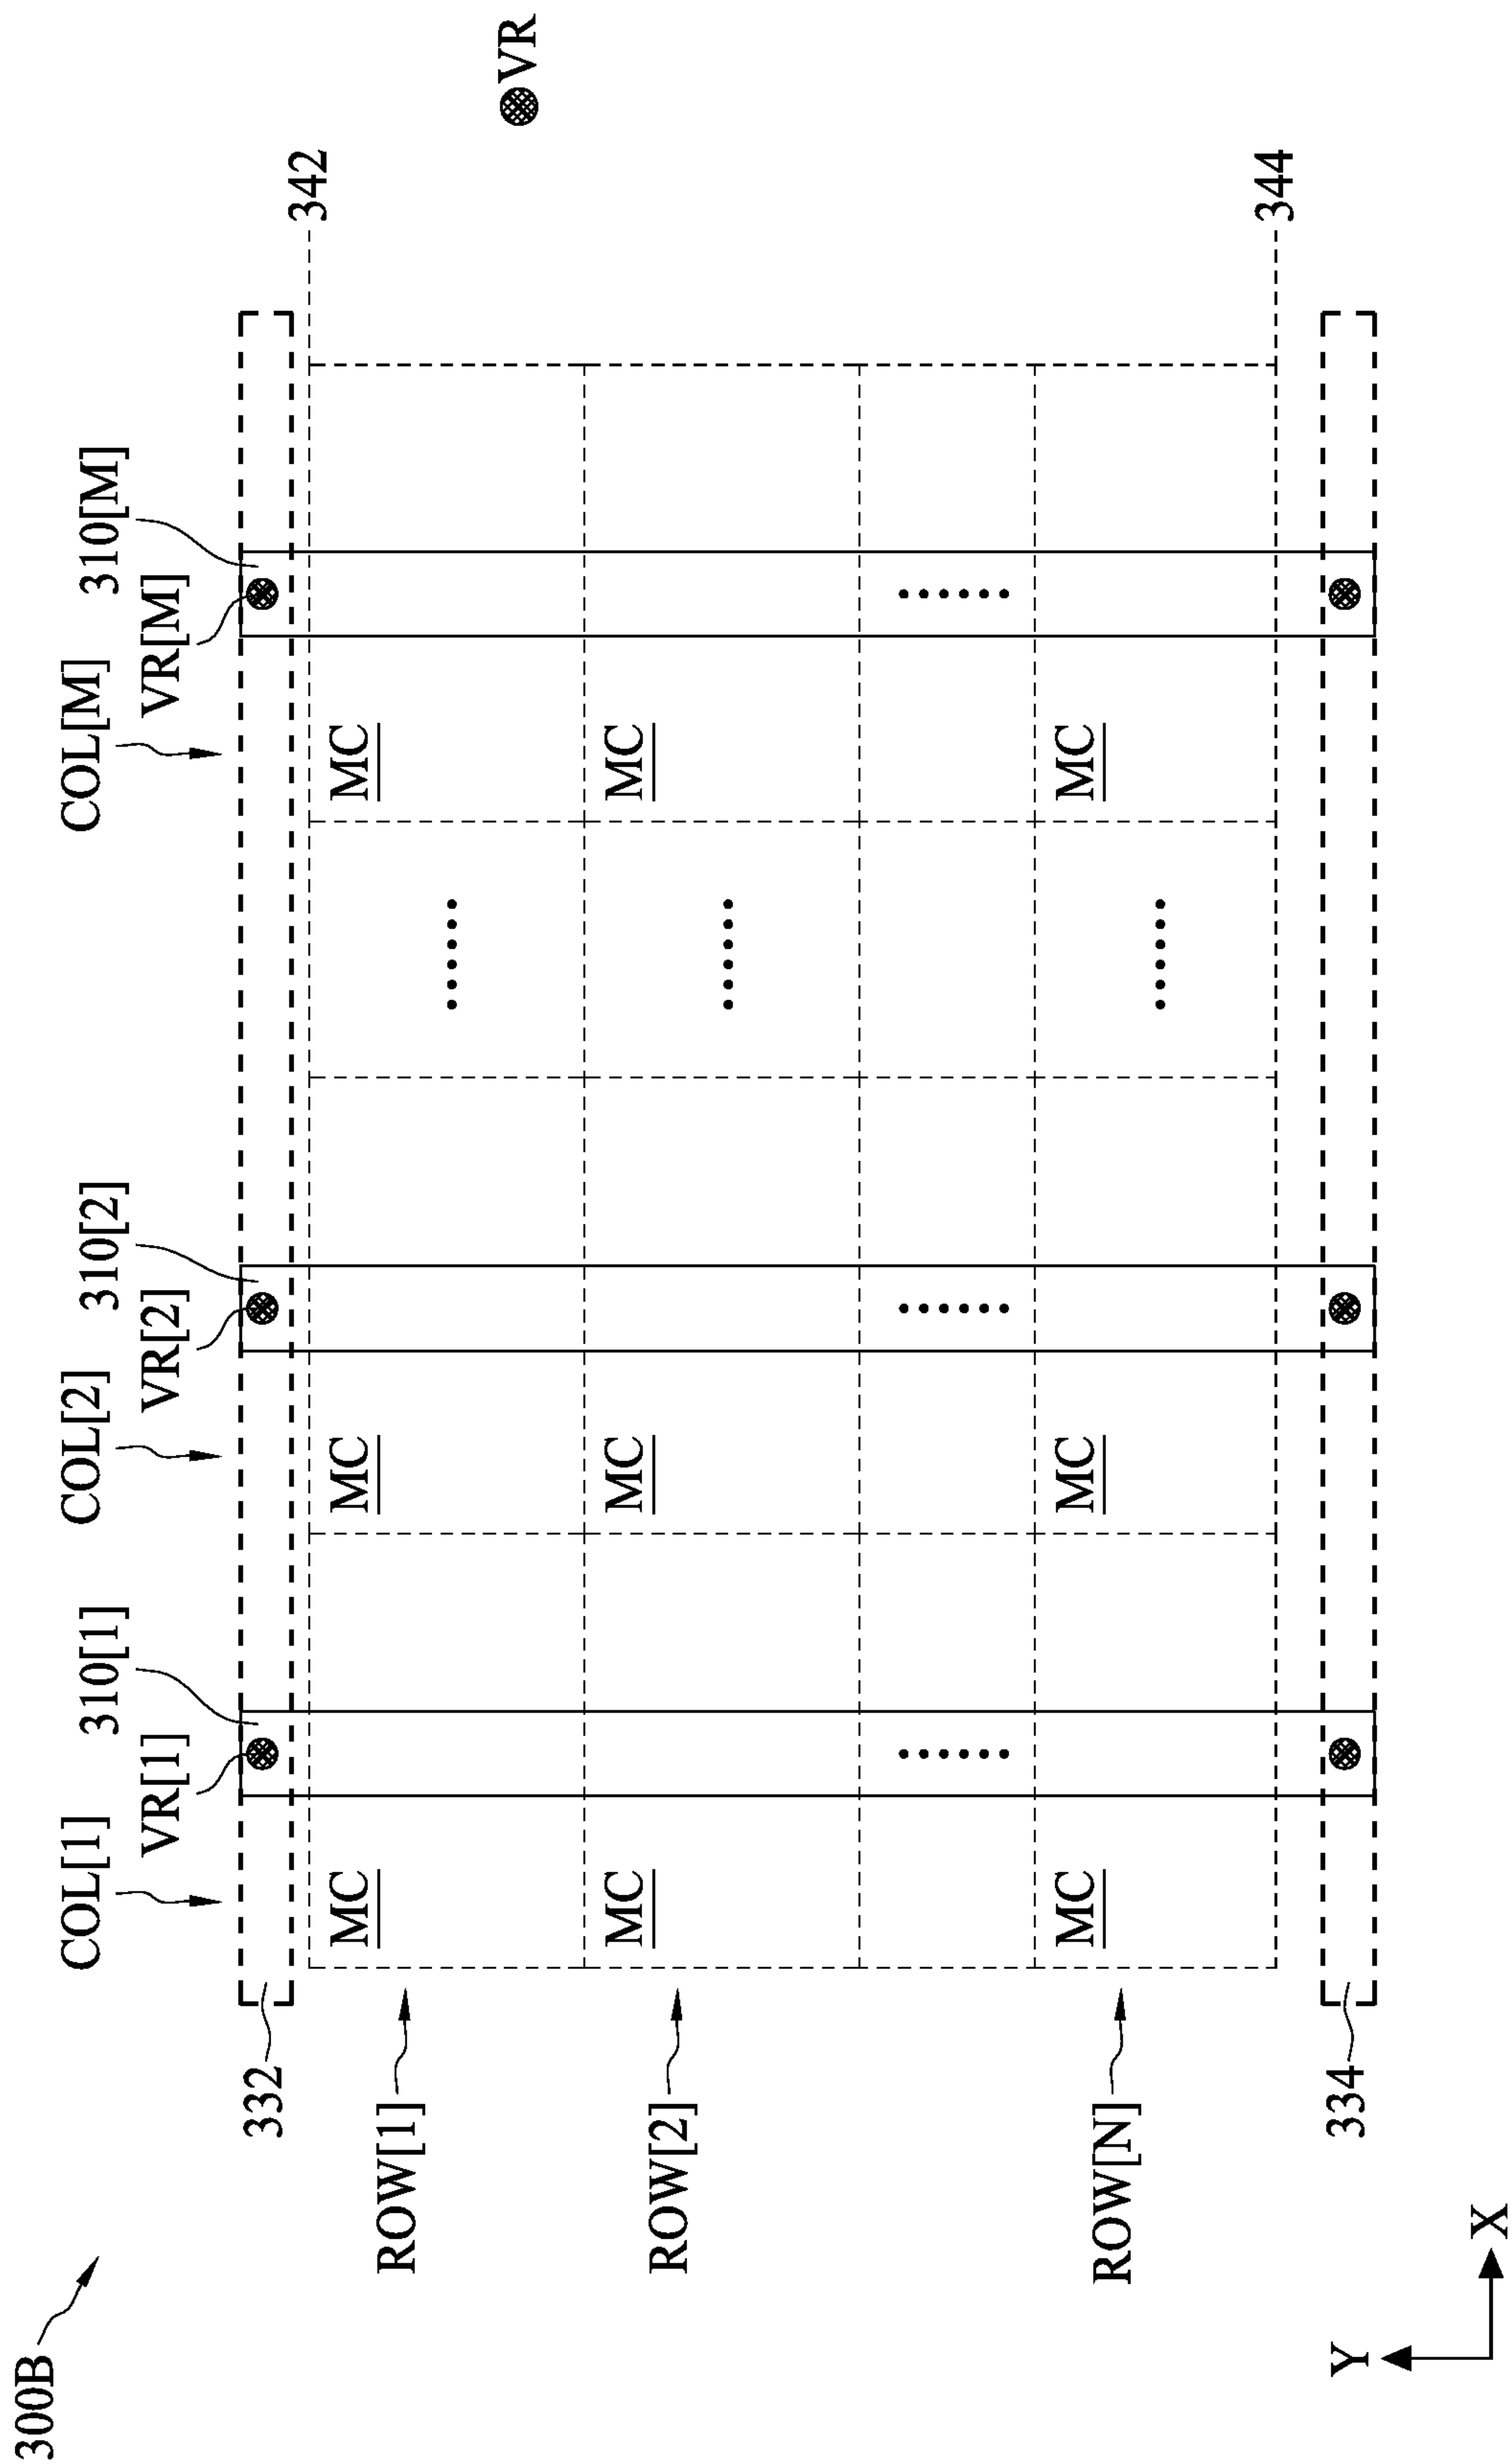 300B
COL[1]
COL[2]
COL[M]
310[1]
310[2]
310[M]
VR[1]
VR[2]
VR[M]
332
342
VR
ROW[1]
MC
MC
MC
ROW[2]
MC
MC
MC
ROW[N]
MC
MC
MC
344
334
Y
X